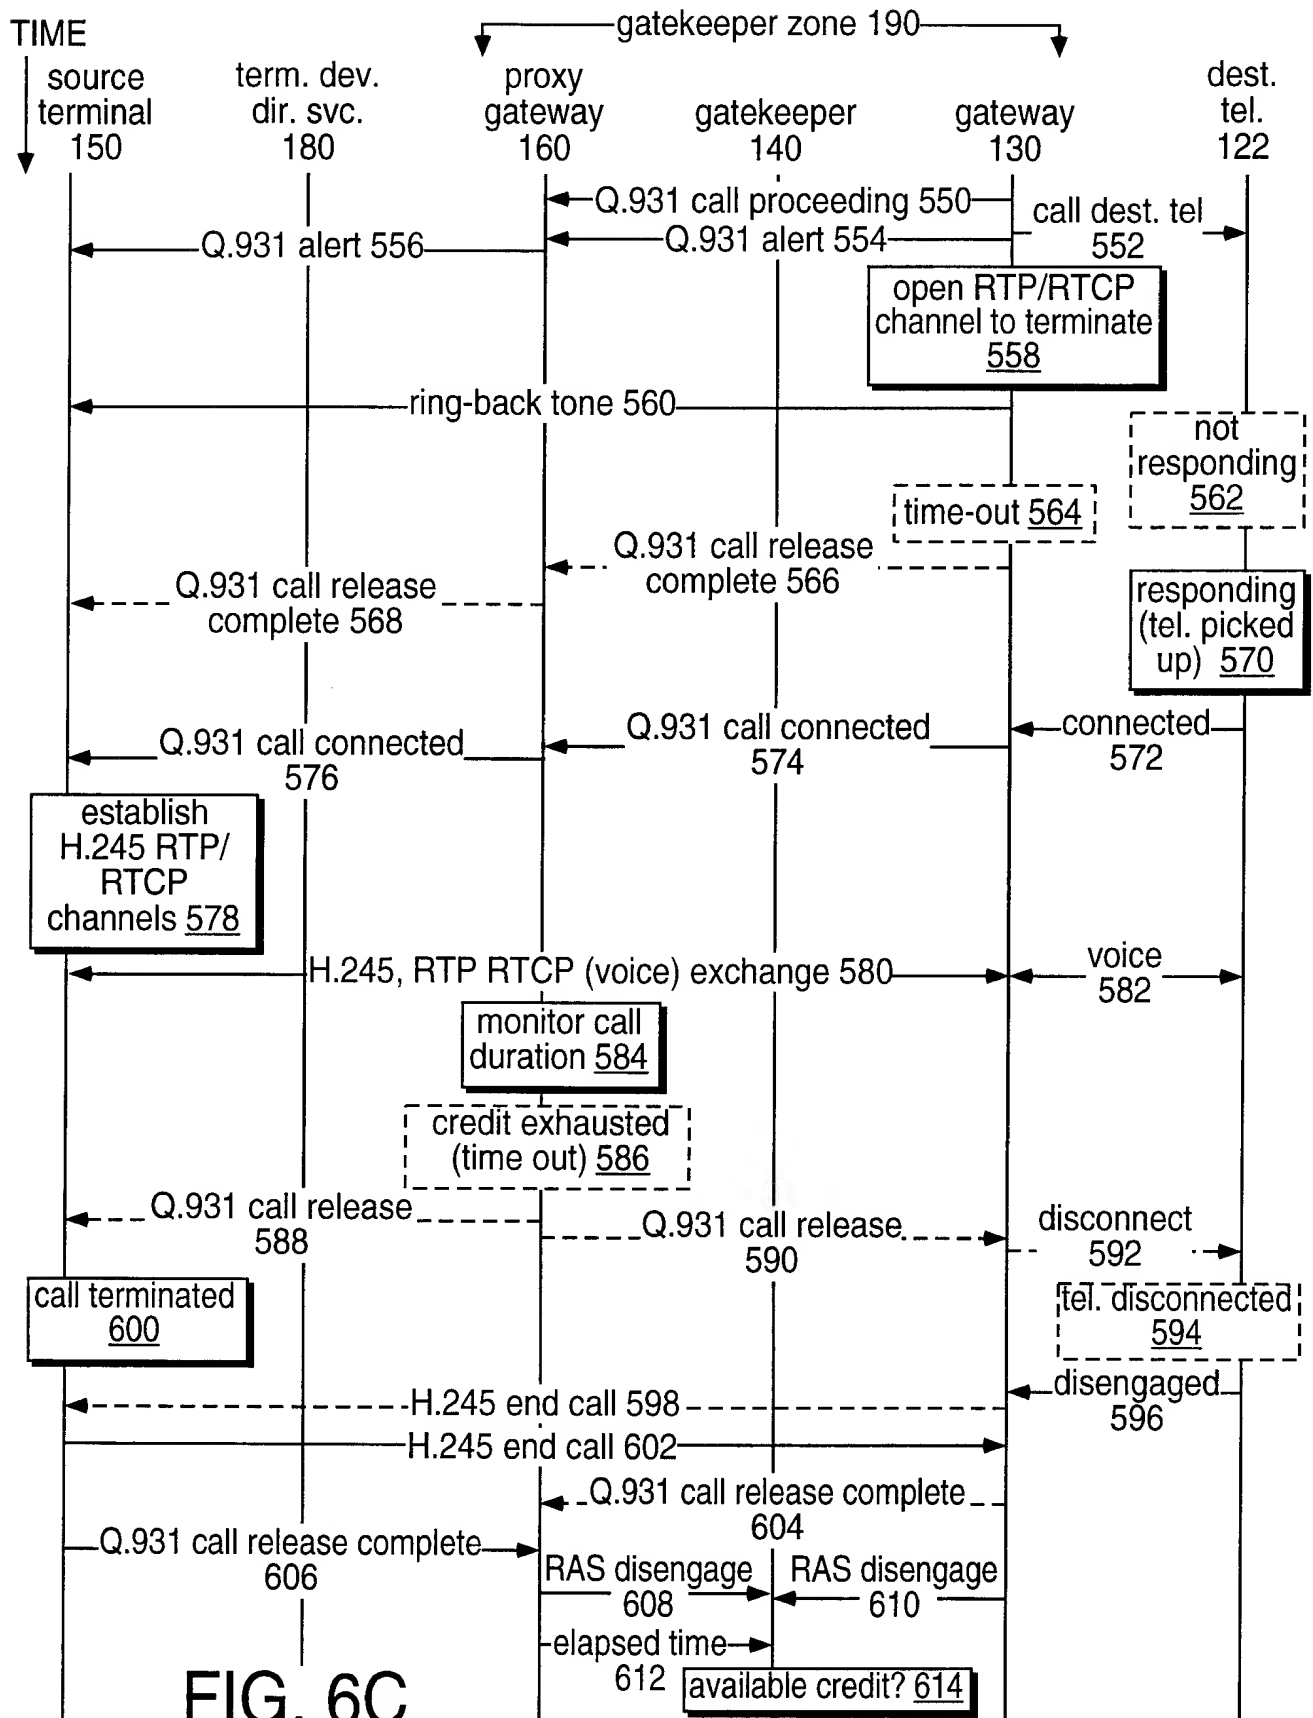 TIME
gatekeeper zone 190
source
terminal
150
term. dev.
dir. svc.
180
proxy
gateway
160
gatekeeper
140
gateway
130
dest.
tel.
122
Q.931 call proceeding 550
call dest. tel
552
Q.931 alert 554
Q.931 alert 556
open RTP/RTCP
channel to terminate
558
ring-back tone 560
not
responding
562
time-out 564
Q.931 call release
complete 566
Q.931 call release
complete 568
responding
(tel. picked
up) 570
connected
572
Q.931 call connected
574
Q.931 call connected
576
establish
H.245 RTP/
RTCP
channels 578
H.245, RTP RTCP (voice) exchange 580
voice
582
monitor call
duration 584
credit exhausted
(time out) 586
Q.931 call release
588
Q.931 call release
590
disconnect
592
call terminated
600
tel. disconnected
594
disengaged
596
H.245 end call 598
H.245 end call 602
Q.931 call release complete
604
Q.931 call release complete
606
RAS disengage
608
RAS disengage
610
elapsed time
612
available credit? 614
FIG. 6C